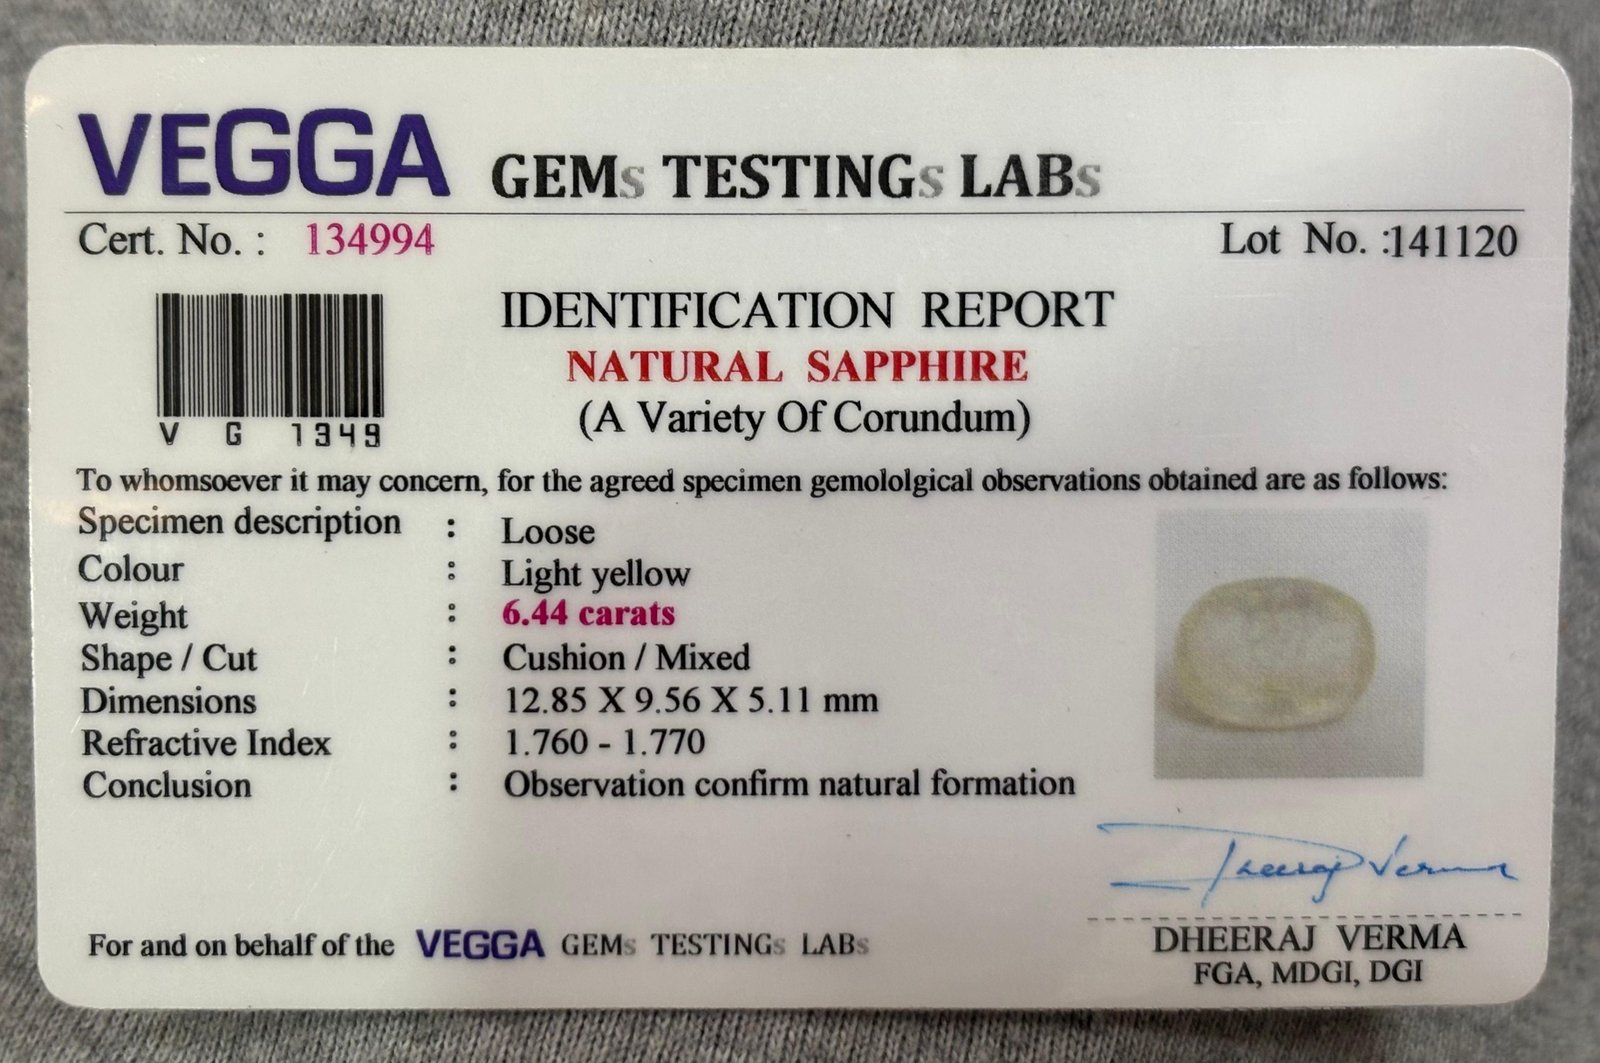 VEGGA GEMs TESTINGs LABs
Cert. No. : 134994
Lot No. :141120
V G 1349
IDENTIFICATION REPORT
NATURAL SAPPHIRE
(A Variety Of Corundum)
To whomsoever it may concern, for the agreed specimen gemololgical observations obtained are as follows:
Specimen description : Loose
Colour : Light yellow
Weight : 6.44 carats
Shape / Cut : Cushion / Mixed
Dimensions : 12.85 X 9.56 X 5.11 mm
Refractive Index : 1.760 - 1.770
Conclusion : Observation confirm natural formation
Dheeraj Verma
DHEERAJ VERMA
FGA, MDGI, DGI
For and on behalf of the VEGGA GEMs TESTINGs LABs